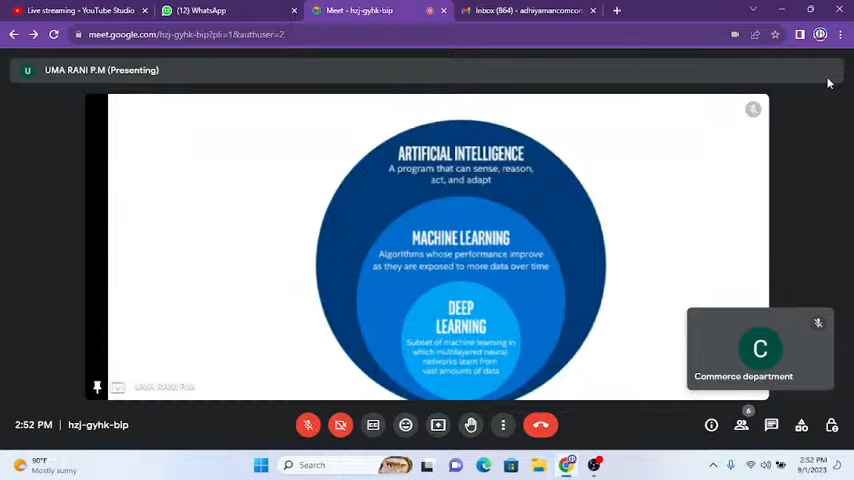 Live streaming - YouTube Studio
(12) WhatsApp
Meet - hzj-gyhk-bip
Inbox (864) - adhiyamancomcor
meet.google.com/hzj-gyhk-bip?pli=1&authuser=2
U
UMA RANI P.M (Presenting)
ARTIFICIAL INTELLIGENCE
A program that can sense, reason,
act, and adapt
MACHINE LEARNING
Algorithms whose performance improve
as they are exposed to more data over time
DEEP
LEARNING
Subset of machine learning in
which multilayered neural
networks learn from
vast amounts of data
C
Commerce department
UMA RANI P.M
2:52 PM
hzj-gyhk-bip
6
90°F
Mostly sunny
Search
2:52 PM
9/1/2023